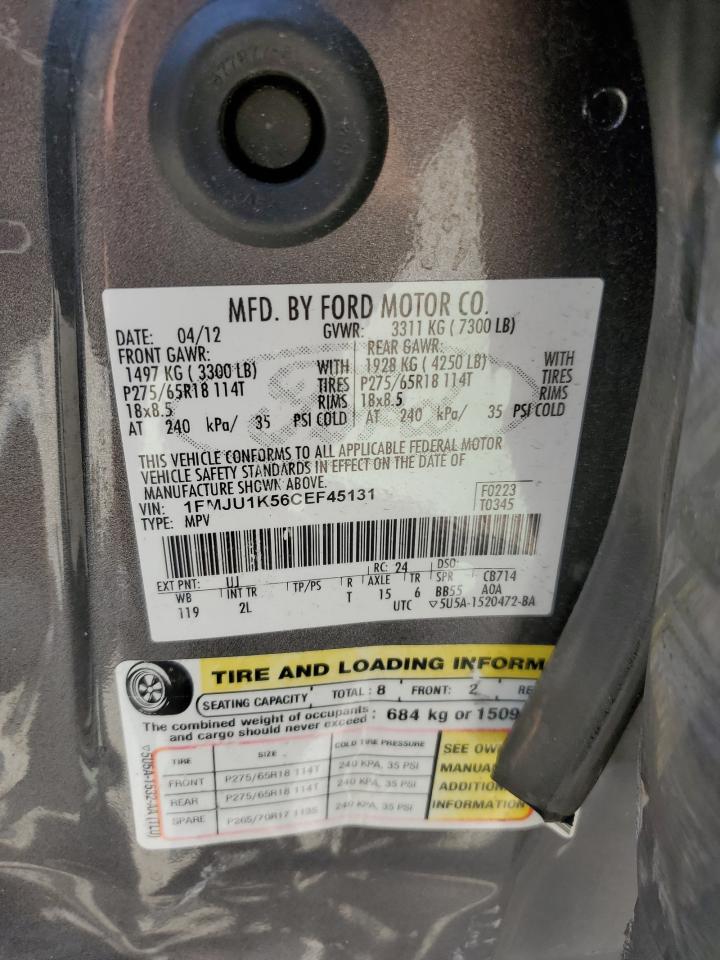 MFD. BY FORD MOTOR CO.
DATE: 04/12 GVWR: 3311 KG ( 7300 LB)
FRONT GAWR: REAR GAWR:
1497 KG ( 3300 LB) WITH 1928 KG ( 4250 LB) WITH
P275/65R18 114T TIRES P275/65R18 114T TIRES
18x8.5 RIMS 18x8.5 RIMS
AT 240 kPa/ 35 PSI COLD AT 240 kPa/ 35 PSI COLD
THIS VEHICLE CONFORMS TO ALL APPLICABLE FEDERAL MOTOR
VEHICLE SAFETY STANDARDS IN EFFECT ON THE DATE OF
MANUFACTURE SHOWN ABOVE.
VIN: 1FMJU1K56CEF45131 F0223
TYPE: MPV T0345
EXT PNT: UJ RC: 24 DSO:
WB INT TR TP/PS R AXLE TR SPR CB714
119 2L T 15 6 BB55 A0A
UTC ▽5U5A-1520472-BA
TIRE AND LOADING INFORM
SEATING CAPACITY TOTAL : 8 FRONT: 2 RE
The combined weight of occupants
and cargo should never exceed : 684 kg or 1509
TIRE SIZE COLD TIRE PRESSURE SEE OWN
FRONT P275/65R18 114T 240 KPA, 35 PSI MANUA
REAR P275/65R18 114T 240 KPA, 35 PSI ADDITION
SPARE P265/70R17 113S 240 KPA, 35 PSI INFORMATION